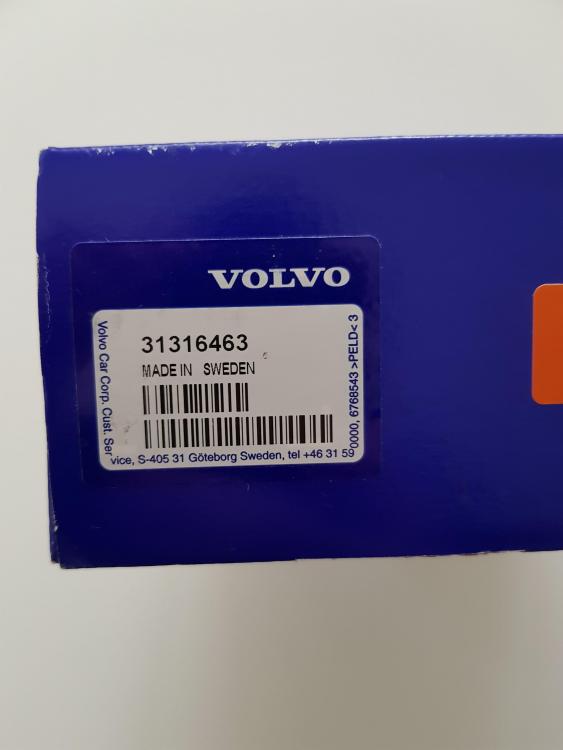 VOLVO
31316463
MADE IN SWEDEN
Volvo Car Corp. Cust. Ser
vice, S-405 31 Göteborg Sweden, tel +46 31 59
0000, 6768543 >PELD< 3